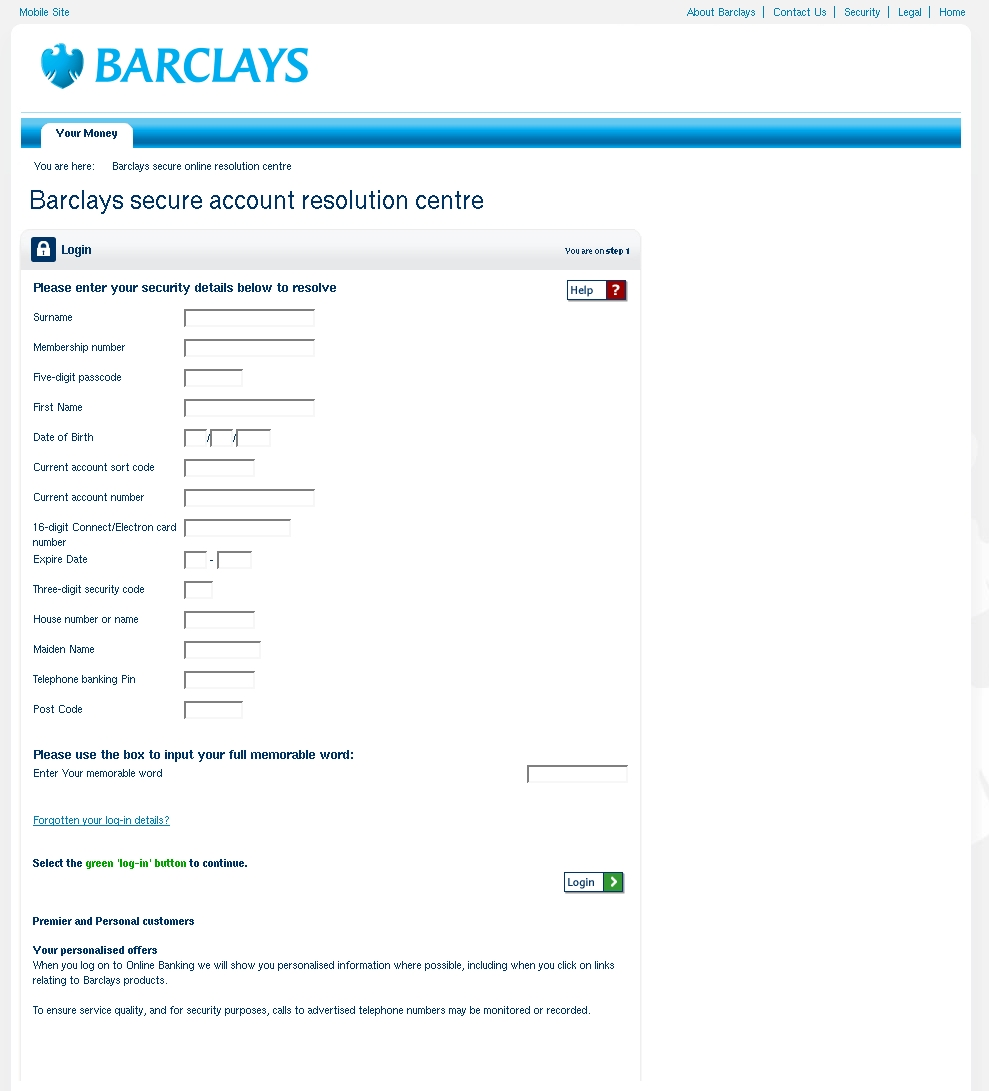 Mobile Site
About Barclays | Contact Us | Security | Legal | Home
BARCLAYS
Your Money
You are here: Barclays secure online resolution centre
Barclays secure account resolution centre
Login
You are on step 1
Please enter your security details below to resolve
Help ?
Surname
Membership number
Five-digit passcode
First Name
Date of Birth / /
Current account sort code
Current account number
16-digit Connect/Electron card
number
Expire Date -
Three-digit security code
House number or name
Maiden Name
Telephone banking Pin
Post Code
Please use the box to input your full memorable word:
Enter Your memorable word
Forgotten your log-in details?
Select the green 'log-in' button to continue.
Login
Premier and Personal customers
Your personalised offers
When you log on to Online Banking we will show you personalised information where possible, including when you click on links
relating to Barclays products.
To ensure service quality, and for security purposes, calls to advertised telephone numbers may be monitored or recorded.